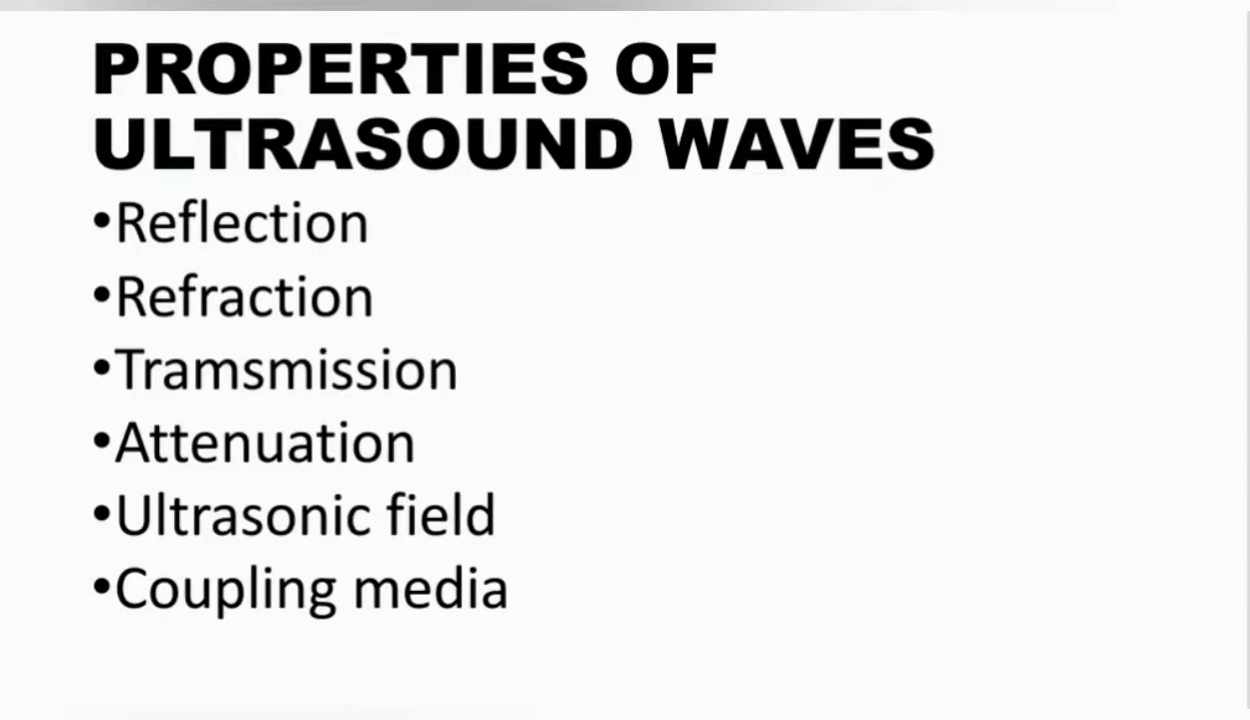 PROPERTIES OF
ULTRASOUND WAVES
•Reflection
•Refraction
•Tramsmission
•Attenuation
•Ultrasonic field
•Coupling media